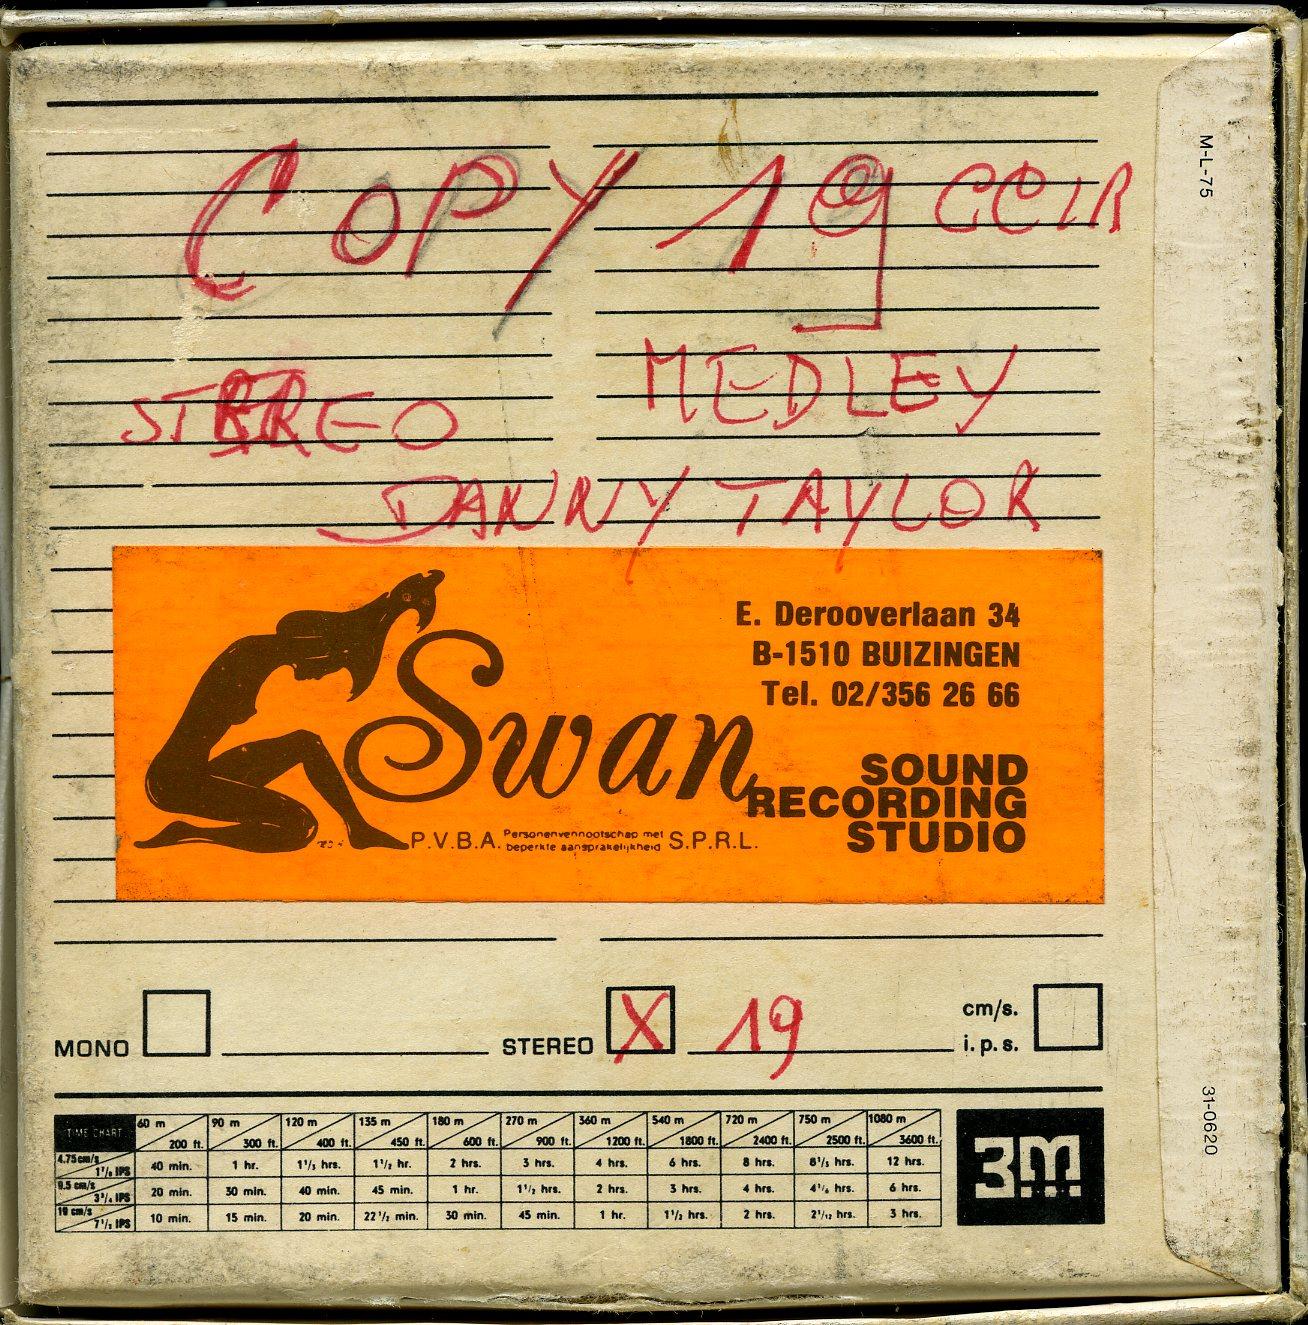 COPY 19 CCIR
STEREO MEDLEY
DANNY TAYLOR
E. Derooverlaan 34
B-1510 BUIZINGEN
Tel. 02/356 26 66
Swan
SOUND
RECORDING
STUDIO
P.V.B.A. Personenvennootschap met beperkte aansprakelijkheid S.P.R.L.
MONO STEREO X 19 cm/s. i.p.s.
TIME CHART 60 m 200 ft. 90 m 300 ft. 120 m 400 ft. 135 m 450 ft. 180 m 600 ft. 270 m 900 ft. 360 m 1200 ft. 540 m 1800 ft. 720 m 2400 ft. 750 m 2500 ft. 1080 m 3600 ft.
4.75 cm/s 1 7/8 IPS 40 min. 1 hr. 1 1/3 hrs. 1 1/2 hr. 2 hrs. 3 hrs. 4 hrs. 6 hrs. 8 hrs. 8 1/3 hrs. 12 hrs.
9.5 cm/s 3 3/4 IPS 20 min. 30 min. 40 min. 45 min. 1 hr. 1 1/2 hrs. 2 hrs. 3 hrs. 4 hrs. 4 1/6 hrs. 6 hrs.
19 cm/s 7 1/2 IPS 10 min. 15 min. 20 min. 22 1/2 min. 30 min. 45 min. 1 hr. 1 1/2 hrs. 2 hrs. 2 1/12 hrs. 3 hrs.
3M
M-L-75
31-0620